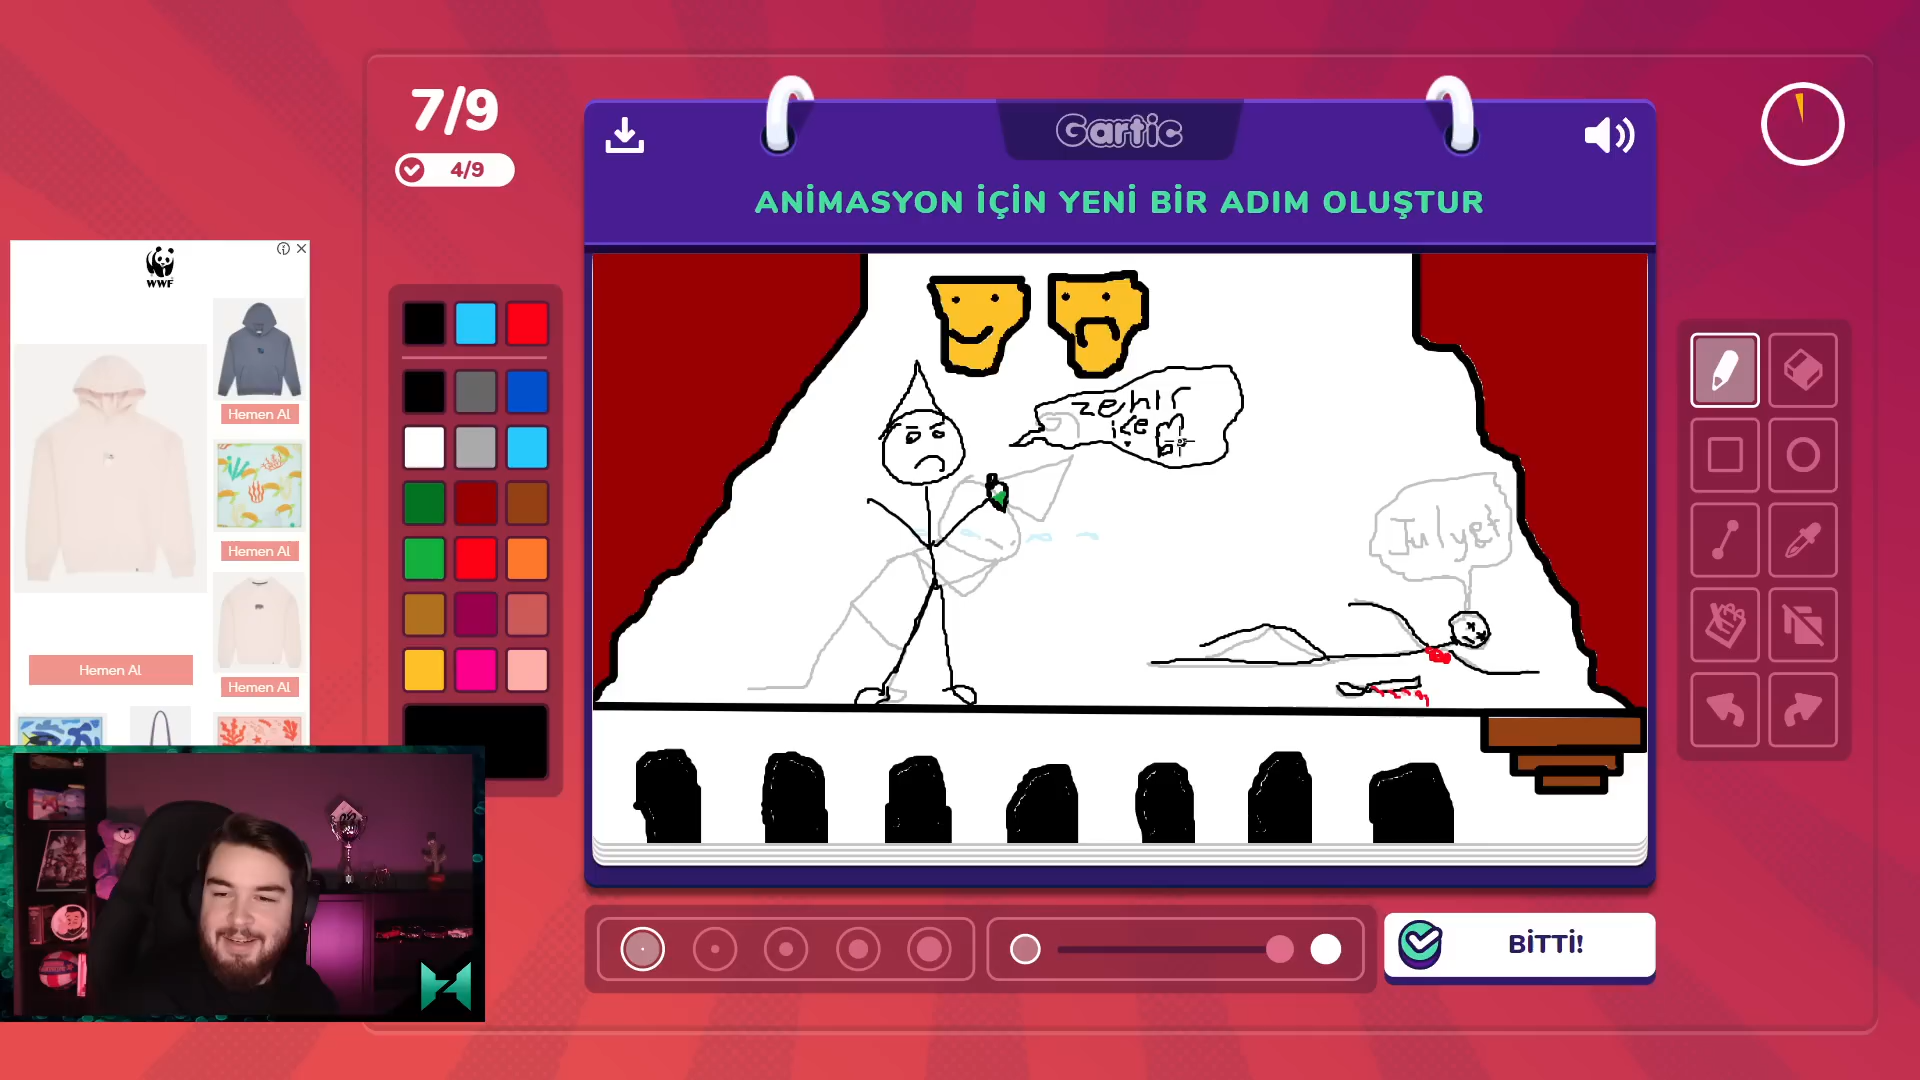 7/9
4/9
Gartic
ANİMASYON İÇİN YENİ BİR ADIM OLUŞTUR
WWF
Hemen Al
Hemen Al
Hemen Al
Hemen Al
zehir
Julyet
BİTTİ!